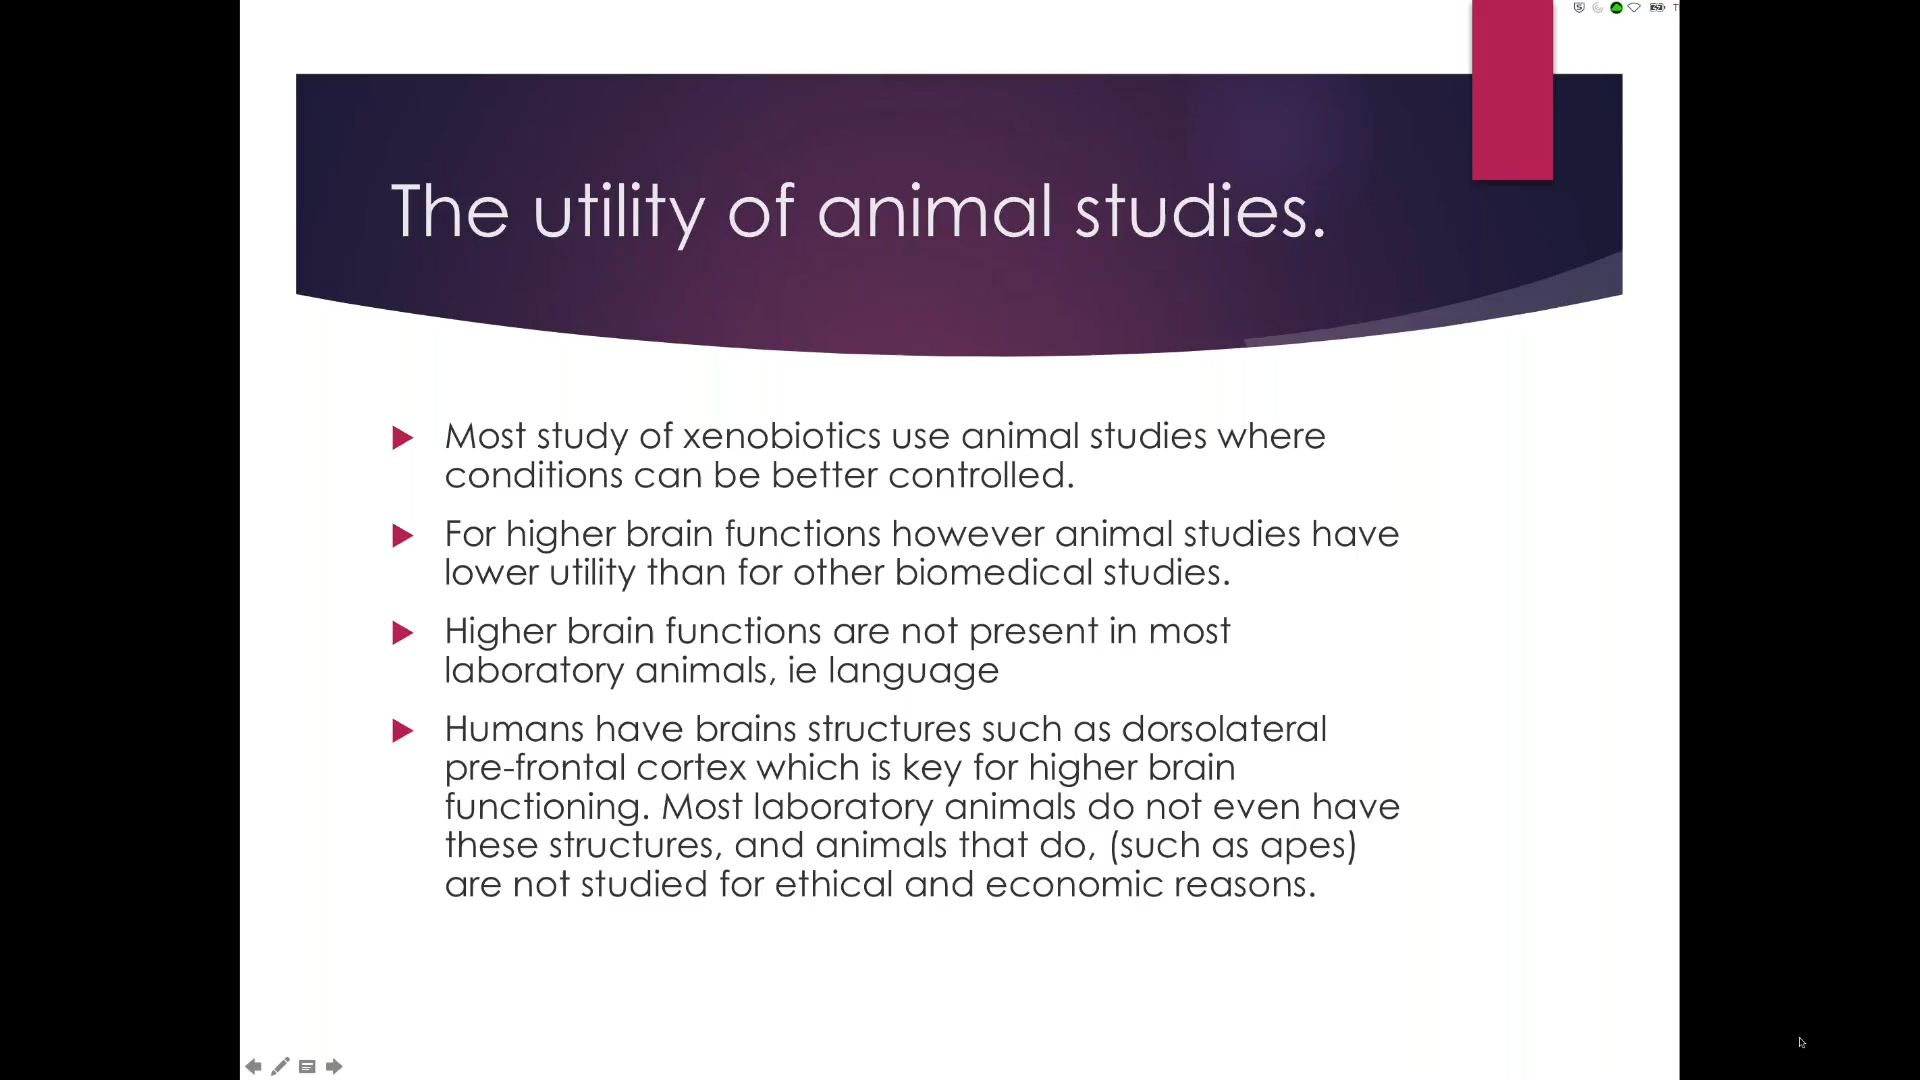 The utility of animal studies.
Most study of xenobiotics use animal studies where
conditions can be better controlled.
For higher brain functions however animal studies have
lower utility than for other biomedical studies.
Higher brain functions are not present in most
laboratory animals, ie language
Humans have brains structures such as dorsolateral
pre-frontal cortex which is key for higher brain
functioning. Most laboratory animals do not even have
these structures, and animals that do, (such as apes)
are not studied for ethical and economic reasons.